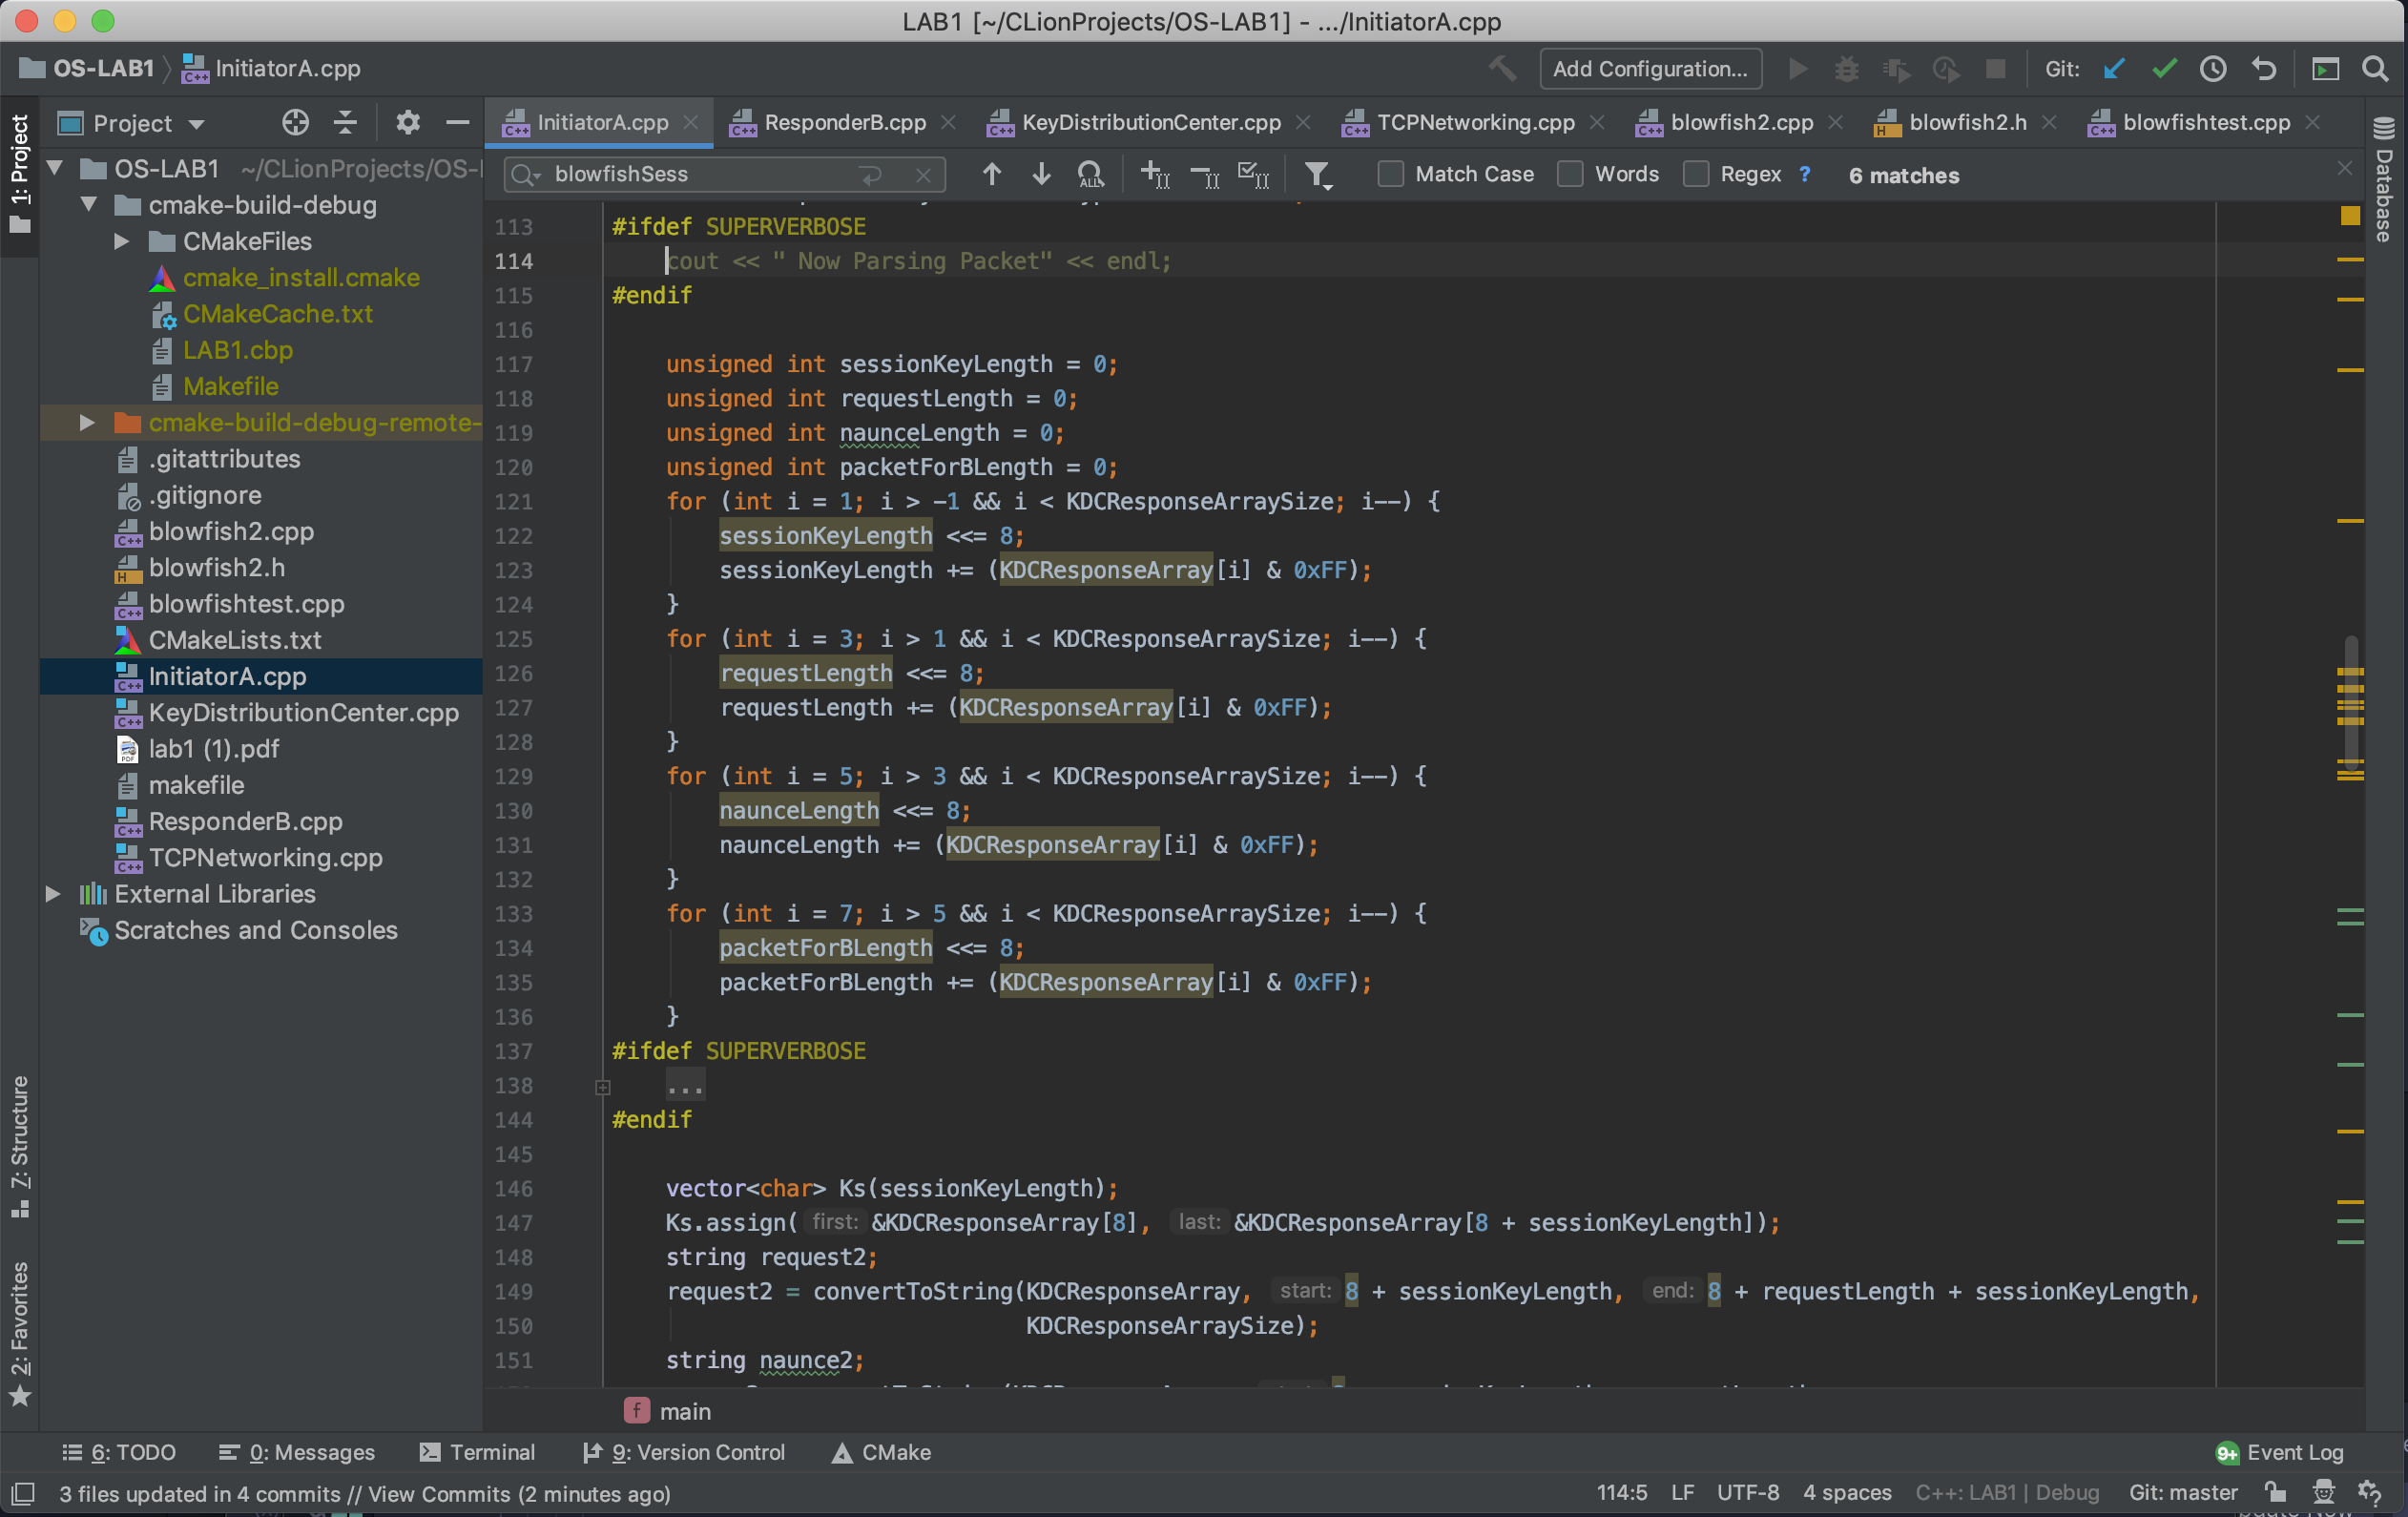 LAB1 [~/CLionProjects/OS-LAB1] - .../InitiatorA.cpp
OS-LAB1 InitiatorA.cpp
Add Configuration...
Git:
1: Project
Project
InitiatorA.cpp
ResponderB.cpp
KeyDistributionCenter.cpp
TCPNetworking.cpp
blowfish2.cpp
blowfish2.h
blowfishtest.cpp
Database
blowfishSess
Match Case
Words
Regex ?
6 matches
OS-LAB1 ~/CLionProjects/OS-
cmake-build-debug
CMakeFiles
cmake_install.cmake
CMakeCache.txt
LAB1.cbp
Makefile
cmake-build-debug-remote-
.gitattributes
.gitignore
blowfish2.cpp
blowfish2.h
blowfishtest.cpp
CMakeLists.txt
InitiatorA.cpp
KeyDistributionCenter.cpp
lab1 (1).pdf
makefile
ResponderB.cpp
TCPNetworking.cpp
External Libraries
Scratches and Consoles
7: Structure
2: Favorites
113 #ifdef SUPERVERBOSE
114 cout << " Now Parsing Packet" << endl;
115 #endif
116
117 unsigned int sessionKeyLength = 0;
118 unsigned int requestLength = 0;
119 unsigned int naunceLength = 0;
120 unsigned int packetForBLength = 0;
121 for (int i = 1; i > -1 && i < KDCResponseArraySize; i--) {
122 sessionKeyLength <<= 8;
123 sessionKeyLength += (KDCResponseArray[i] & 0xFF);
124 }
125 for (int i = 3; i > 1 && i < KDCResponseArraySize; i--) {
126 requestLength <<= 8;
127 requestLength += (KDCResponseArray[i] & 0xFF);
128 }
129 for (int i = 5; i > 3 && i < KDCResponseArraySize; i--) {
130 naunceLength <<= 8;
131 naunceLength += (KDCResponseArray[i] & 0xFF);
132 }
133 for (int i = 7; i > 5 && i < KDCResponseArraySize; i--) {
134 packetForBLength <<= 8;
135 packetForBLength += (KDCResponseArray[i] & 0xFF);
136 }
137 #ifdef SUPERVERBOSE
138 ...
144 #endif
145
146 vector<char> Ks(sessionKeyLength);
147 Ks.assign( first: &KDCResponseArray[8], last: &KDCResponseArray[8 + sessionKeyLength]);
148 string request2;
149 request2 = convertToString(KDCResponseArray, start: 8 + sessionKeyLength, end: 8 + requestLength + sessionKeyLength,
150 KDCResponseArraySize);
151 string naunce2;
f main
6: TODO
0: Messages
Terminal
9: Version Control
CMake
9+ Event Log
3 files updated in 4 commits // View Commits (2 minutes ago)
114:5 LF UTF-8 4 spaces C++: LAB1 | Debug Git: master